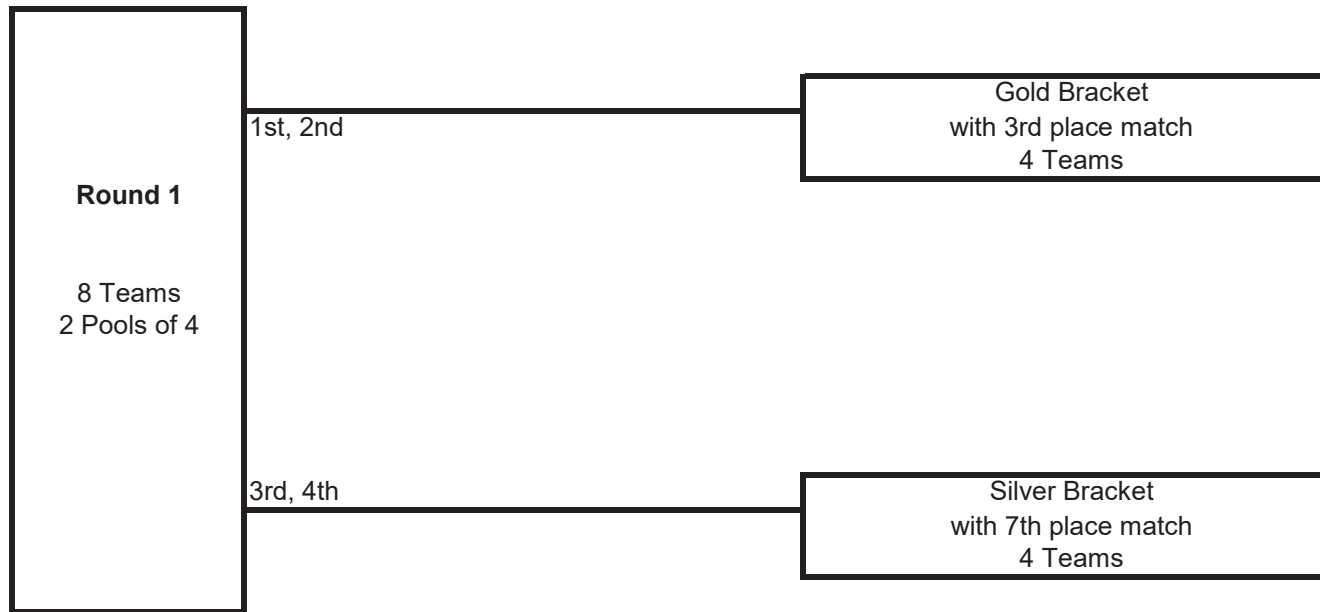 Round 1
8 Teams
2 Pools of 4
1st, 2nd
Gold Bracket
with 3rd place match
4 Teams
3rd, 4th
Silver Bracket
with 7th place match
4 Teams